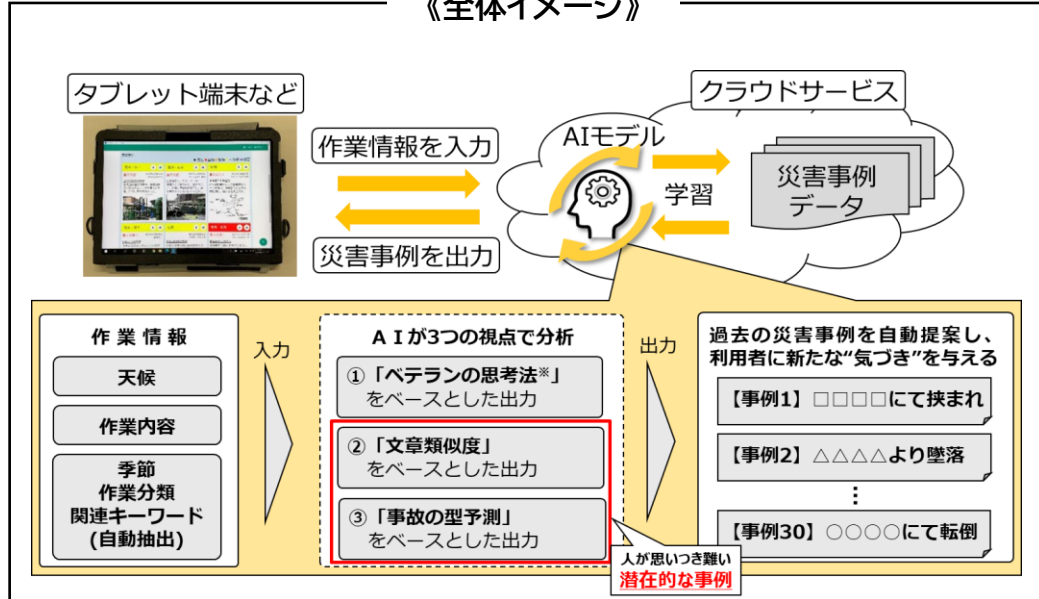 《全体イメージ》
タブレット端末など
クラウドサービス
作業情報を入力
AIモデル
学習
災害事例
データ
災害事例を出力
作業情報
天候
作業内容
季節
作業分類
関連キーワード
(自動抽出)
入力
AIが3つの視点で分析
①「ベテランの思考法※」
をベースとした出力
②「文章類似度」
をベースとした出力
③「事故の型予測」
をベースとした出力
人が思いつき難い
潜在的な事例
出力
過去の災害事例を自動提案し、
利用者に新たな“気づき”を与える
【事例1】□□□□にて挟まれ
【事例2】△△△△より墜落
⋮
【事例30】○○○○にて転倒